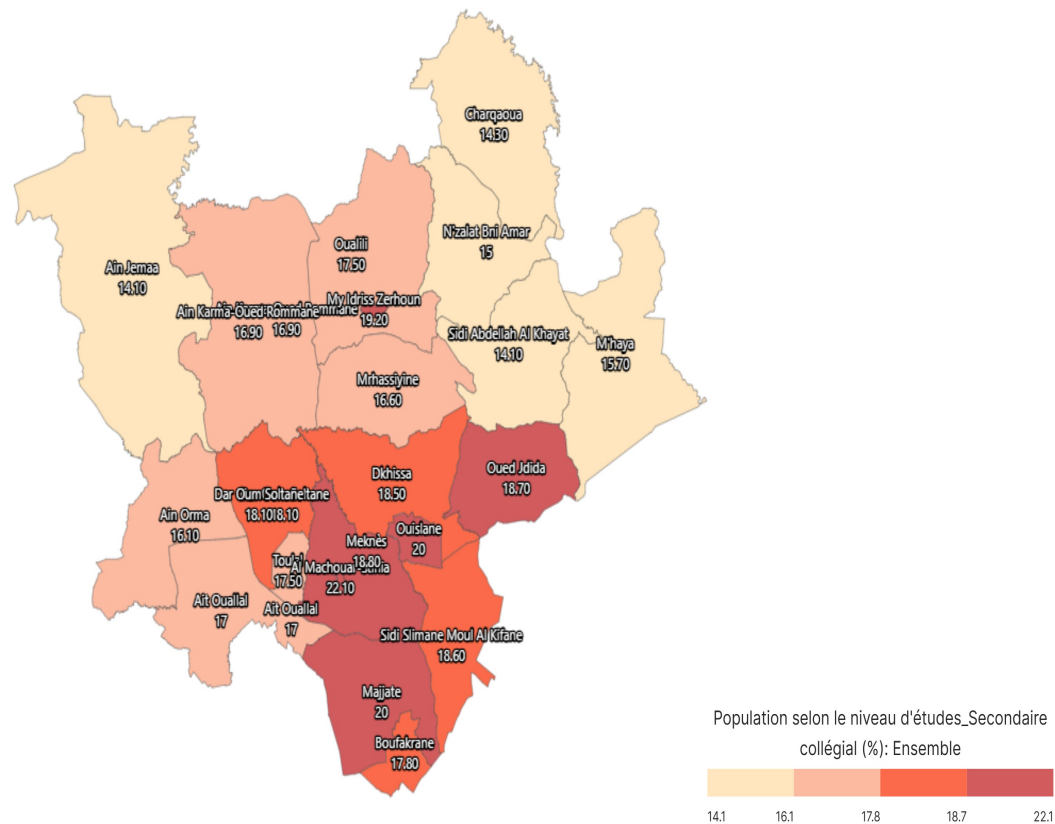 Charqaoua
14.30
N'zalat Bni Amar
15
Oualili
17.50
Ain Jemaa
14.10
My Idriss Zerhoun
19.20
Ain Karma-Oued Rommane
16.90
16.90
Sidi Abdellah Al Khayat
14.10
M'haya
15.70
Mrhassiyine
16.60
Oued Jdida
18.70
Dkhissa
18.50
Dar Oum Soltane
18.10
18.10
Ain Orma
16.10
Ouislane
20
Meknès
18.80
Toulal
17.50
Al Machouar
22.10
Ait Ouallal
17
Ait Ouallal
17
Sidi Slimane Moul Al Kifane
18.60
Majjate
20
Boufakrane
17.80
Population selon le niveau d'études_Secondaire
collégial (%): Ensemble
14.1 16.1 17.8 18.7 22.1